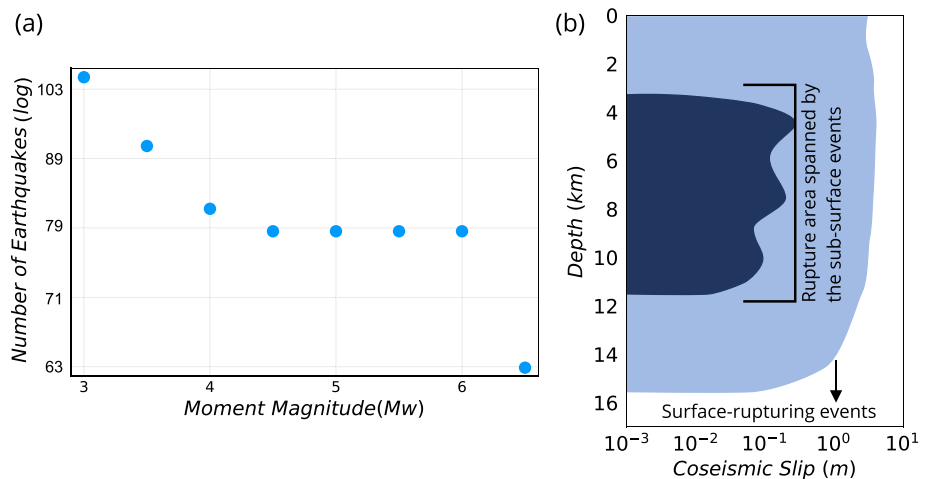 (a)
Number of Earthquakes (log)
103
89
79
71
63
3 4 5 6
Moment Magnitude(Mw)
(b)
Depth (km)
0
2
4
6
8
10
12
14
16
Rupture area spanned by
the sub-surface events
Surface-rupturing events
10⁻³ 10⁻² 10⁻¹ 10⁰ 10¹
Coseismic Slip (m)